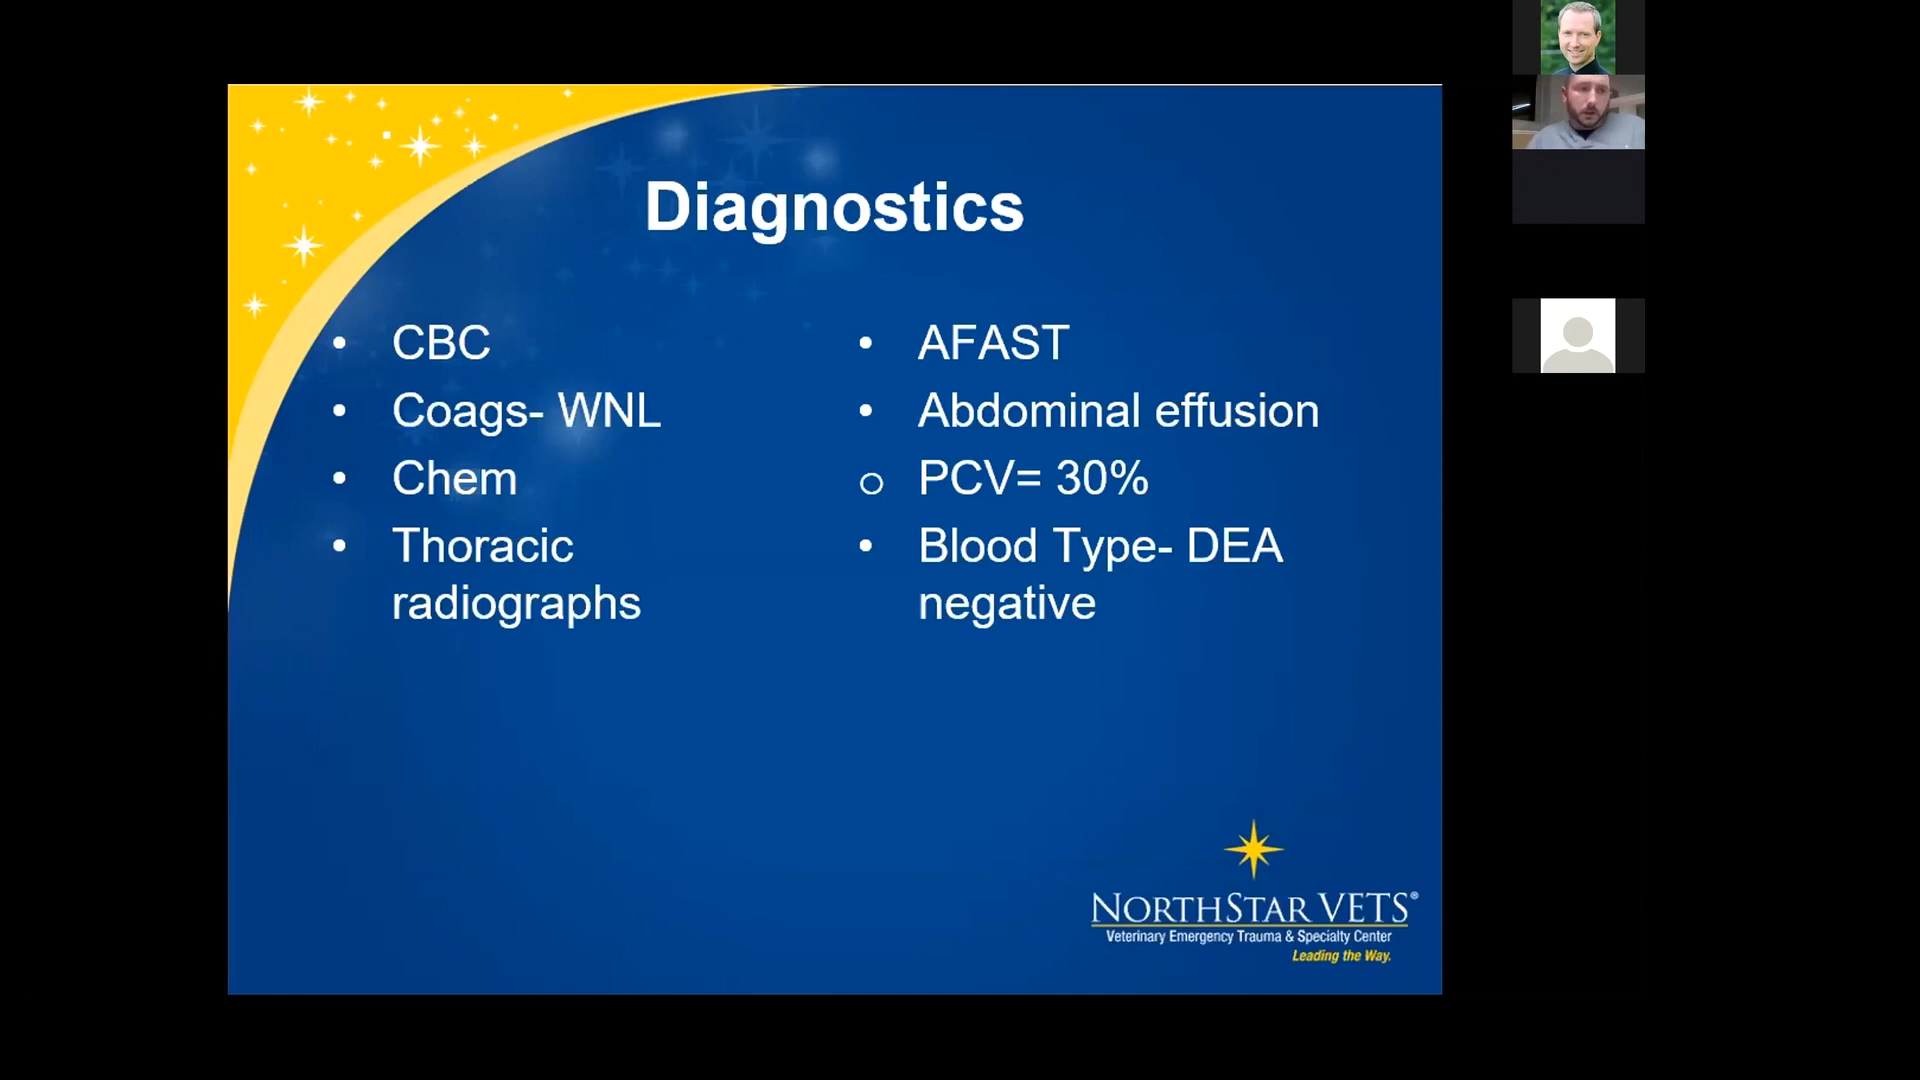 Diagnostics
• CBC
• Coags- WNL
• Chem
• Thoracic
radiographs
• AFAST
• Abdominal effusion
o PCV= 30%
• Blood Type- DEA
negative
NORTHSTAR VETS®
Veterinary Emergency Trauma & Specialty Center
Leading the Way.